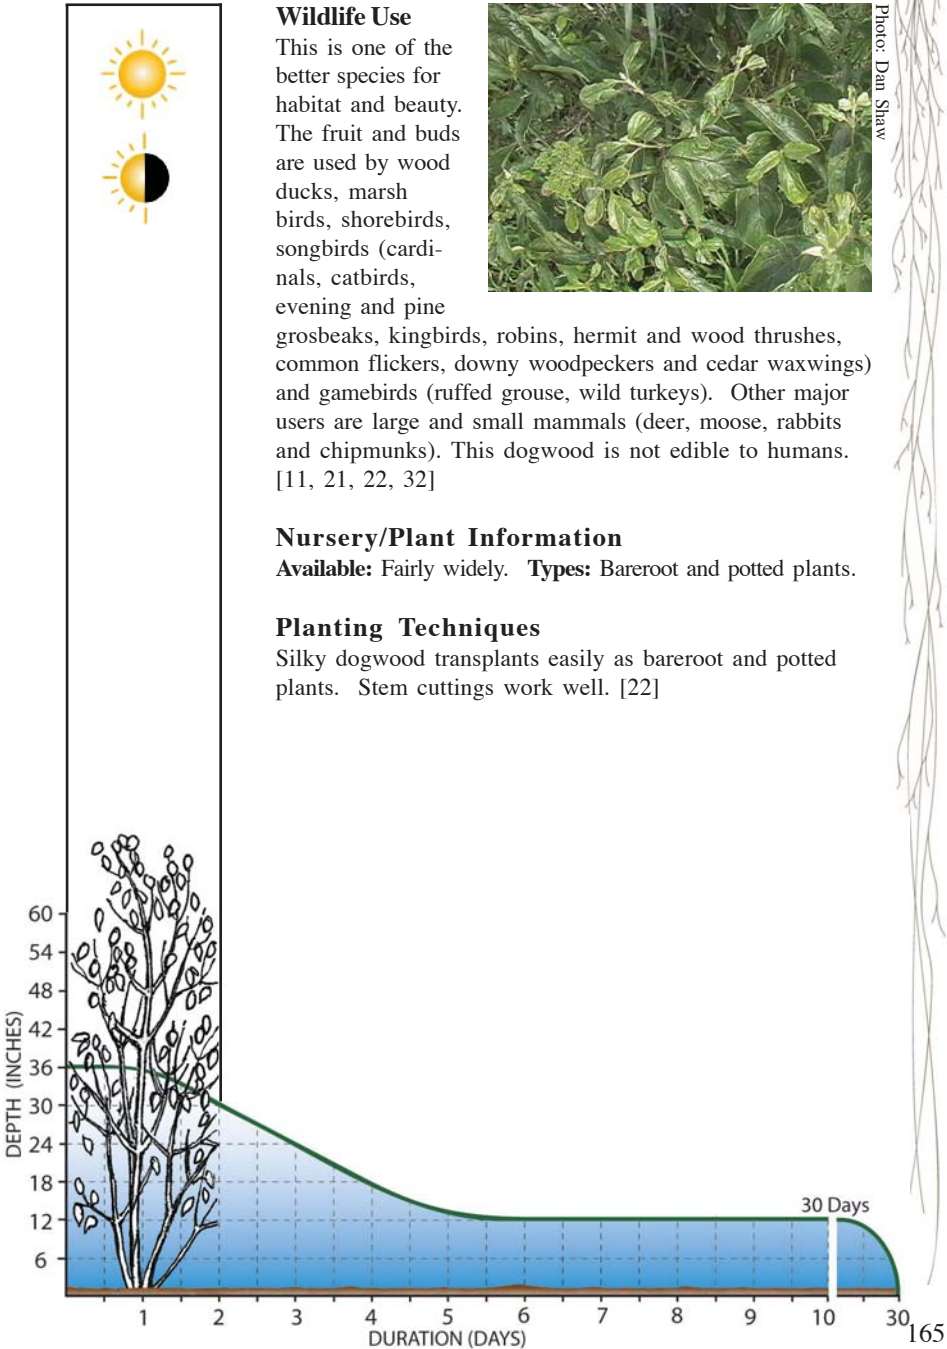 Wildlife Use
This is one of the
better species for
habitat and beauty.
The fruit and buds
are used by wood
ducks, marsh
birds, shorebirds,
songbirds (cardi-
nals, catbirds,
evening and pine
grosbeaks, kingbirds, robins, hermit and wood thrushes,
common flickers, downy woodpeckers and cedar waxwings)
and gamebirds (ruffed grouse, wild turkeys).  Other major
users are large and small mammals (deer, moose, rabbits
and chipmunks). This dogwood is not edible to humans.
[11, 21, 22, 32]
Photo: Dan Shaw
Nursery/Plant Information
Available: Fairly widely.  Types: Bareroot and potted plants.
Planting Techniques
Silky dogwood transplants easily as bareroot and potted
plants.  Stem cuttings work well. [22]
DEPTH (INCHES)
60
54
48
42
36
30
24
18
12
6
30 Days
1 2 3 4 5 6 7 8 9 10 30
DURATION (DAYS)
165